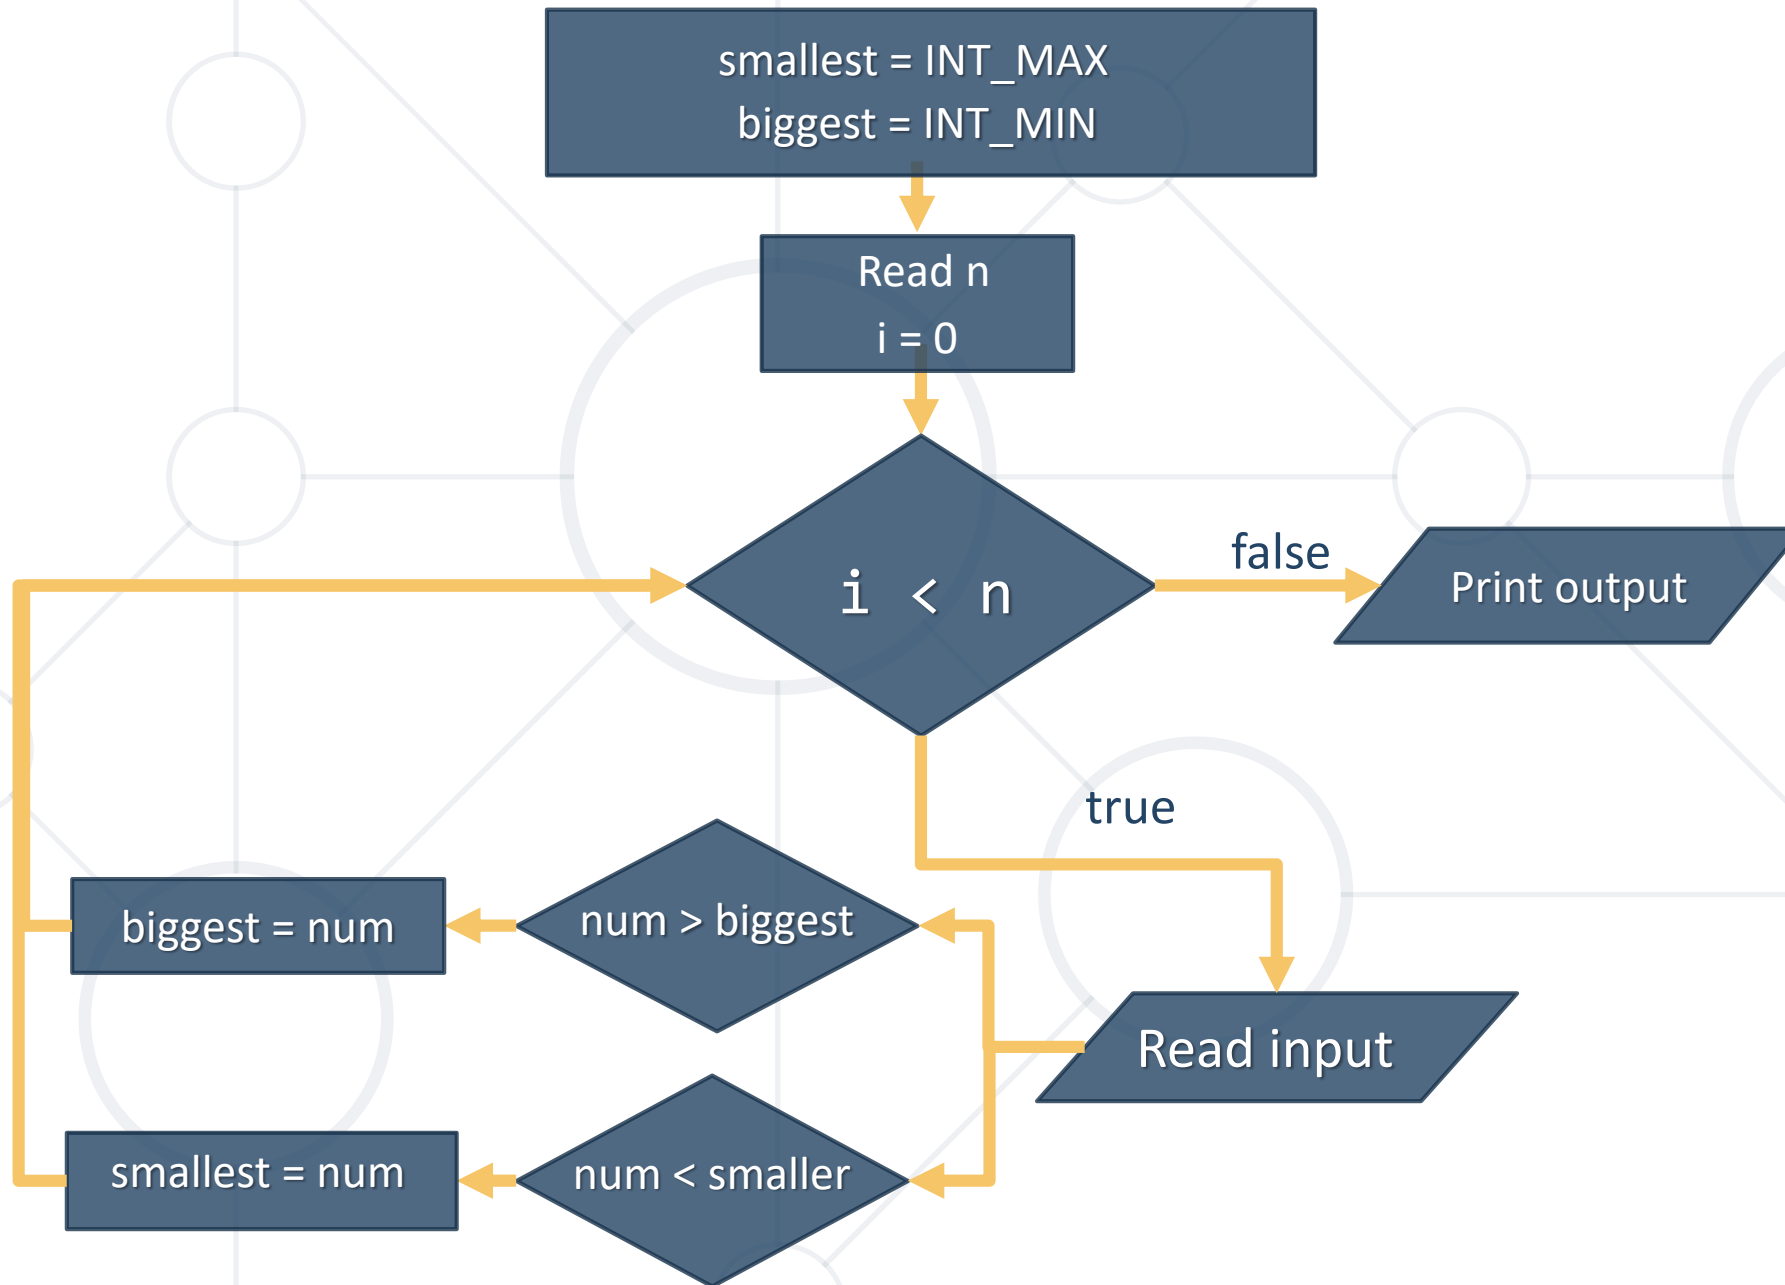 smallest = INT_MAX
biggest = INT_MIN
Read n
i = 0
i < n
false
Print output
true
biggest = num
num > biggest
Read input
smallest = num
num < smaller